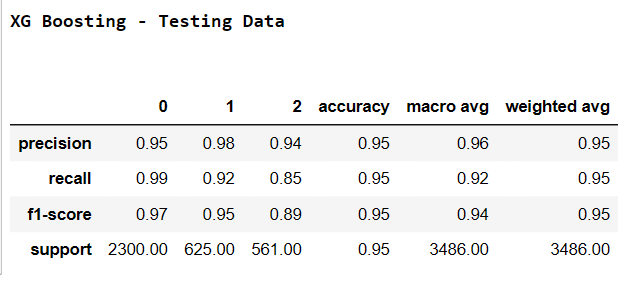 XG Boosting - Testing Data
0 1 2 accuracy macro avg weighted avg
precision 0.95 0.98 0.94 0.95 0.96 0.95
recall 0.99 0.92 0.85 0.95 0.92 0.95
f1-score 0.97 0.95 0.89 0.95 0.94 0.95
support 2300.00 625.00 561.00 0.95 3486.00 3486.00